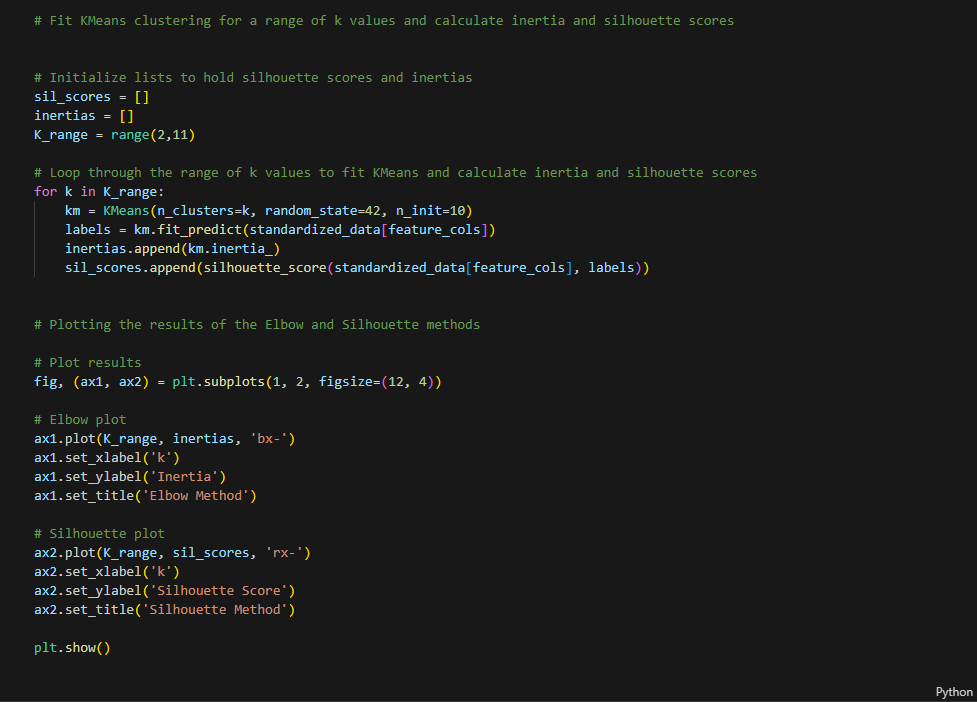 # Fit KMeans clustering for a range of k values and calculate inertia and silhouette scores
# Initialize lists to hold silhouette scores and inertias
sil_scores = []
inertias = []
K_range = range(2,11)
# Loop through the range of k values to fit KMeans and calculate inertia and silhouette scores
for k in K_range:
    km = KMeans(n_clusters=k, random_state=42, n_init=10)
    labels = km.fit_predict(standardized_data[feature_cols])
    inertias.append(km.inertia_)
    sil_scores.append(silhouette_score(standardized_data[feature_cols], labels))
# Plotting the results of the Elbow and Silhouette methods
# Plot results
fig, (ax1, ax2) = plt.subplots(1, 2, figsize=(12, 4))
# Elbow plot
ax1.plot(K_range, inertias, 'bx-')
ax1.set_xlabel('k')
ax1.set_ylabel('Inertia')
ax1.set_title('Elbow Method')
# Silhouette plot
ax2.plot(K_range, sil_scores, 'rx-')
ax2.set_xlabel('k')
ax2.set_ylabel('Silhouette Score')
ax2.set_title('Silhouette Method')
plt.show()
Python